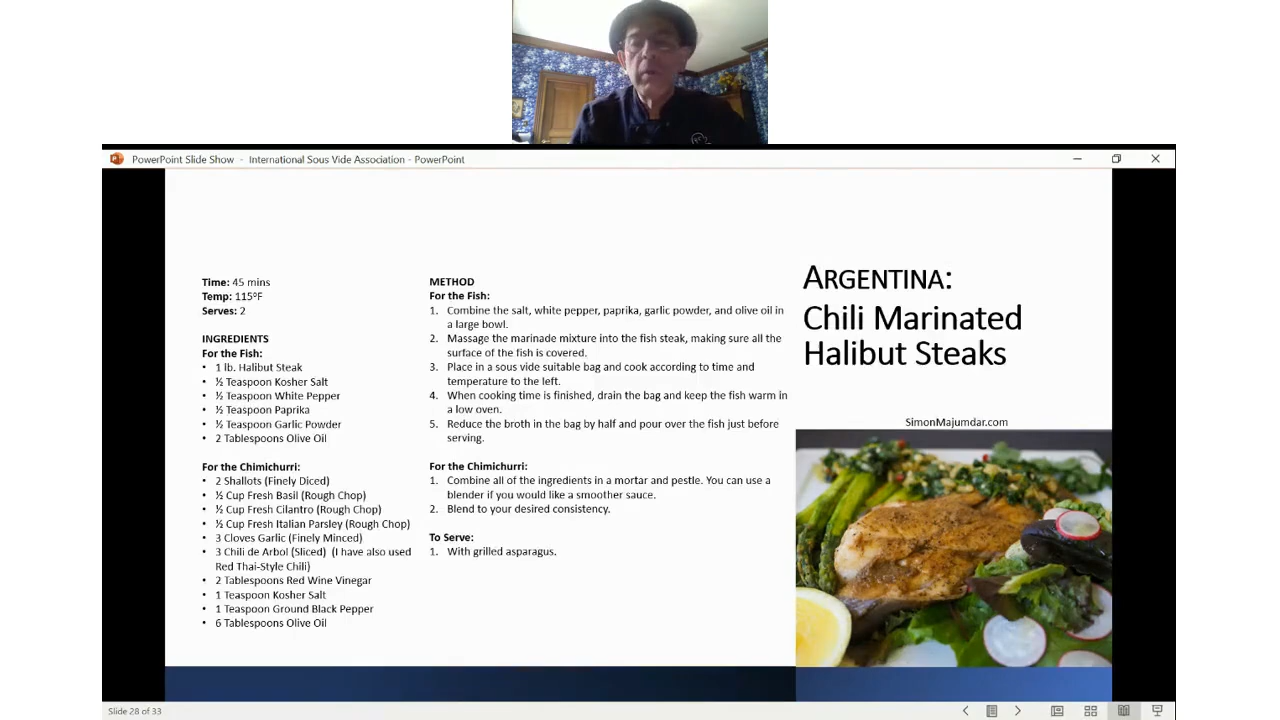 PowerPoint Slide Show - International Sous Vide Association - PowerPoint
Time: 45 mins
Temp: 115°F
Serves: 2
INGREDIENTS
For the Fish:
• 1 lb. Halibut Steak
• ½ Teaspoon Kosher Salt
• ½ Teaspoon White Pepper
• ½ Teaspoon Paprika
• ½ Teaspoon Garlic Powder
• 2 Tablespoons Olive Oil
For the Chimichurri:
• 2 Shallots (Finely Diced)
• ½ Cup Fresh Basil (Rough Chop)
• ½ Cup Fresh Cilantro (Rough Chop)
• ½ Cup Fresh Italian Parsley (Rough Chop)
• 3 Cloves Garlic (Finely Minced)
• 3 Chili de Arbol (Sliced) (I have also used
Red Thai-Style Chili)
• 2 Tablespoons Red Wine Vinegar
• 1 Teaspoon Kosher Salt
• 1 Teaspoon Ground Black Pepper
• 6 Tablespoons Olive Oil
METHOD
For the Fish:
1. Combine the salt, white pepper, paprika, garlic powder, and olive oil in
a large bowl.
2. Massage the marinade mixture into the fish steak, making sure all the
surface of the fish is covered.
3. Place in a sous vide suitable bag and cook according to time and
temperature to the left.
4. When cooking time is finished, drain the bag and keep the fish warm in
a low oven.
5. Reduce the broth in the bag by half and pour over the fish just before
serving.
For the Chimichurri:
1. Combine all of the ingredients in a mortar and pestle. You can use a
blender if you would like a smoother sauce.
2. Blend to your desired consistency.
To Serve:
1. With grilled asparagus.
ARGENTINA:
Chili Marinated
Halibut Steaks
SimonMajumdar.com
Slide 28 of 33